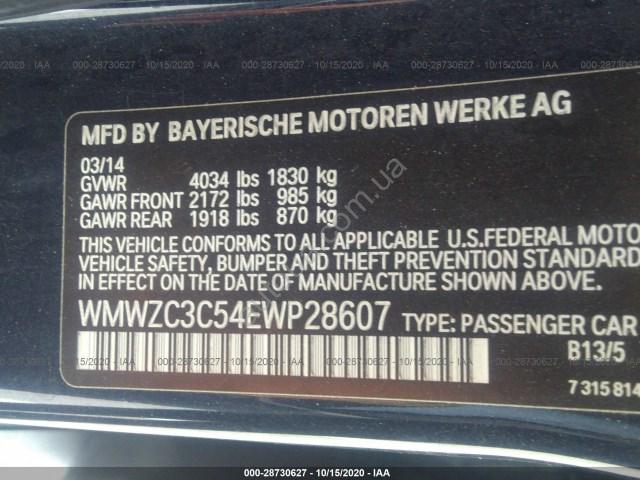 000-28730627 - 10/15/2020 - IAA
MFD BY BAYERISCHE MOTOREN WERKE AG
03/14
GVWR 4034 lbs 1830 kg
GAWR FRONT 2172 lbs 985 kg
GAWR REAR 1918 lbs 870 kg
THIS VEHICLE CONFORMS TO ALL APPLICABLE U.S.FEDERAL MOTO
VEHICLE SAFETY, BUMPER, AND THEFT PREVENTION STANDARD
IN EFFECT ON THE DATE OF MANUFACTURE SHOWN ABOVE.
WMWZC3C54EWP28607 TYPE: PASSENGER CAR
B13/5
7 315 814
000-28730627 - 10/15/2020 - IAA